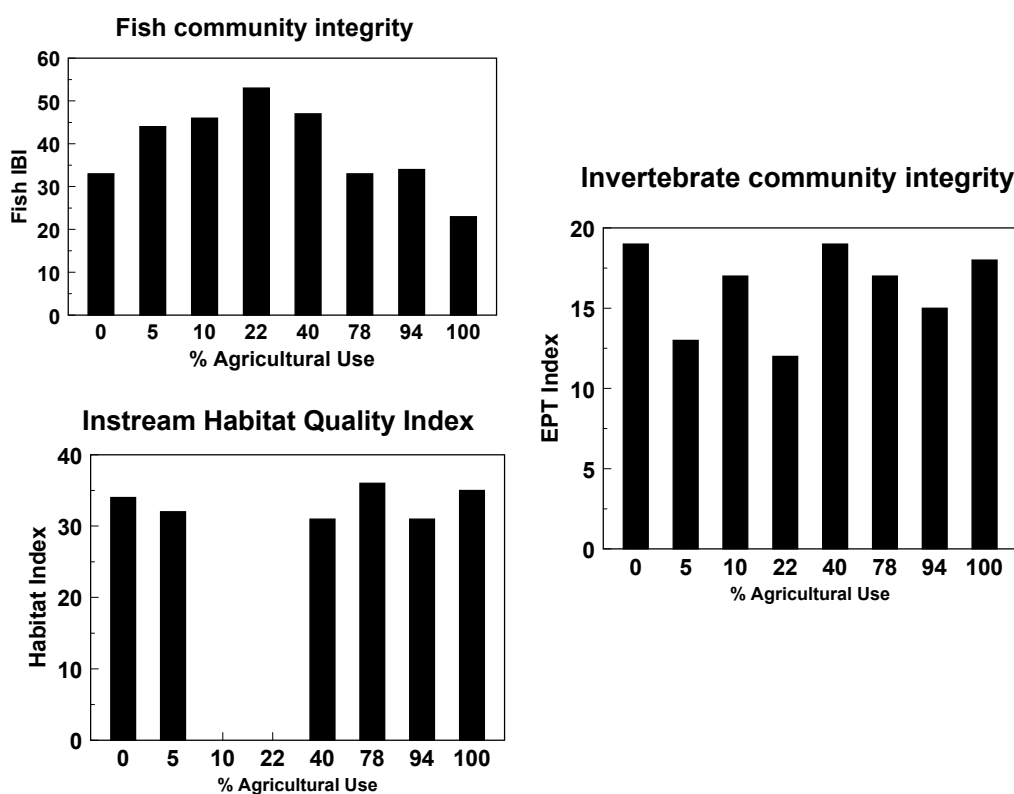 Fish community integrity
60
50
40
30
20
10
0
Fish IBI
0 5 10 22 40 78 94 100
% Agricultural Use
Instream Habitat Quality Index
40
30
20
10
0
Habitat Index
0 5 10 22 40 78 94 100
% Agricultural Use
Invertebrate community integrity
20
15
10
5
0
EPT Index
0 5 10 22 40 78 94 100
% Agricultural Use